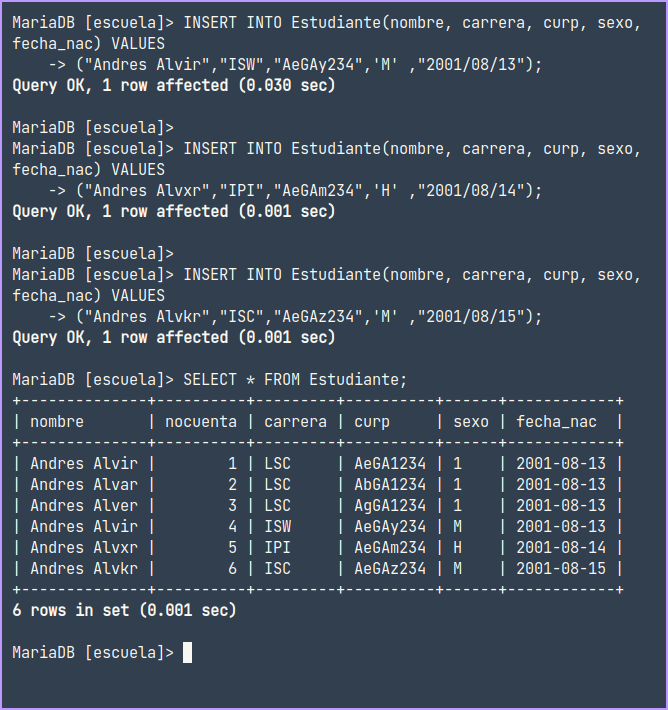 MariaDB [escuela]> INSERT INTO Estudiante(nombre, carrera, curp, sexo,
fecha_nac) VALUES
    -> ("Andres Alvir","ISW","AeGAy234",'M' ,"2001/08/13");
Query OK, 1 row affected (0.030 sec)

MariaDB [escuela]>
MariaDB [escuela]> INSERT INTO Estudiante(nombre, carrera, curp, sexo,
fecha_nac) VALUES
    -> ("Andres Alvxr","IPI","AeGAm234",'H' ,"2001/08/14");
Query OK, 1 row affected (0.001 sec)

MariaDB [escuela]>
MariaDB [escuela]> INSERT INTO Estudiante(nombre, carrera, curp, sexo,
fecha_nac) VALUES
    -> ("Andres Alvkr","ISC","AeGAz234",'M' ,"2001/08/15");
Query OK, 1 row affected (0.001 sec)

MariaDB [escuela]> SELECT * FROM Estudiante;
+--------------+----------+---------+----------+------+------------+
| nombre       | nocuenta | carrera | curp     | sexo | fecha_nac  |
+--------------+----------+---------+----------+------+------------+
| Andres Alvir |        1 | LSC     | AeGA1234 | 1    | 2001-08-13 |
| Andres Alvar |        2 | LSC     | AbGA1234 | 1    | 2001-08-13 |
| Andres Alver |        3 | LSC     | AgGA1234 | 1    | 2001-08-13 |
| Andres Alvir |        4 | ISW     | AeGAy234 | M    | 2001-08-13 |
| Andres Alvxr |        5 | IPI     | AeGAm234 | H    | 2001-08-14 |
| Andres Alvkr |        6 | ISC     | AeGAz234 | M    | 2001-08-15 |
+--------------+----------+---------+----------+------+------------+
6 rows in set (0.001 sec)

MariaDB [escuela]>